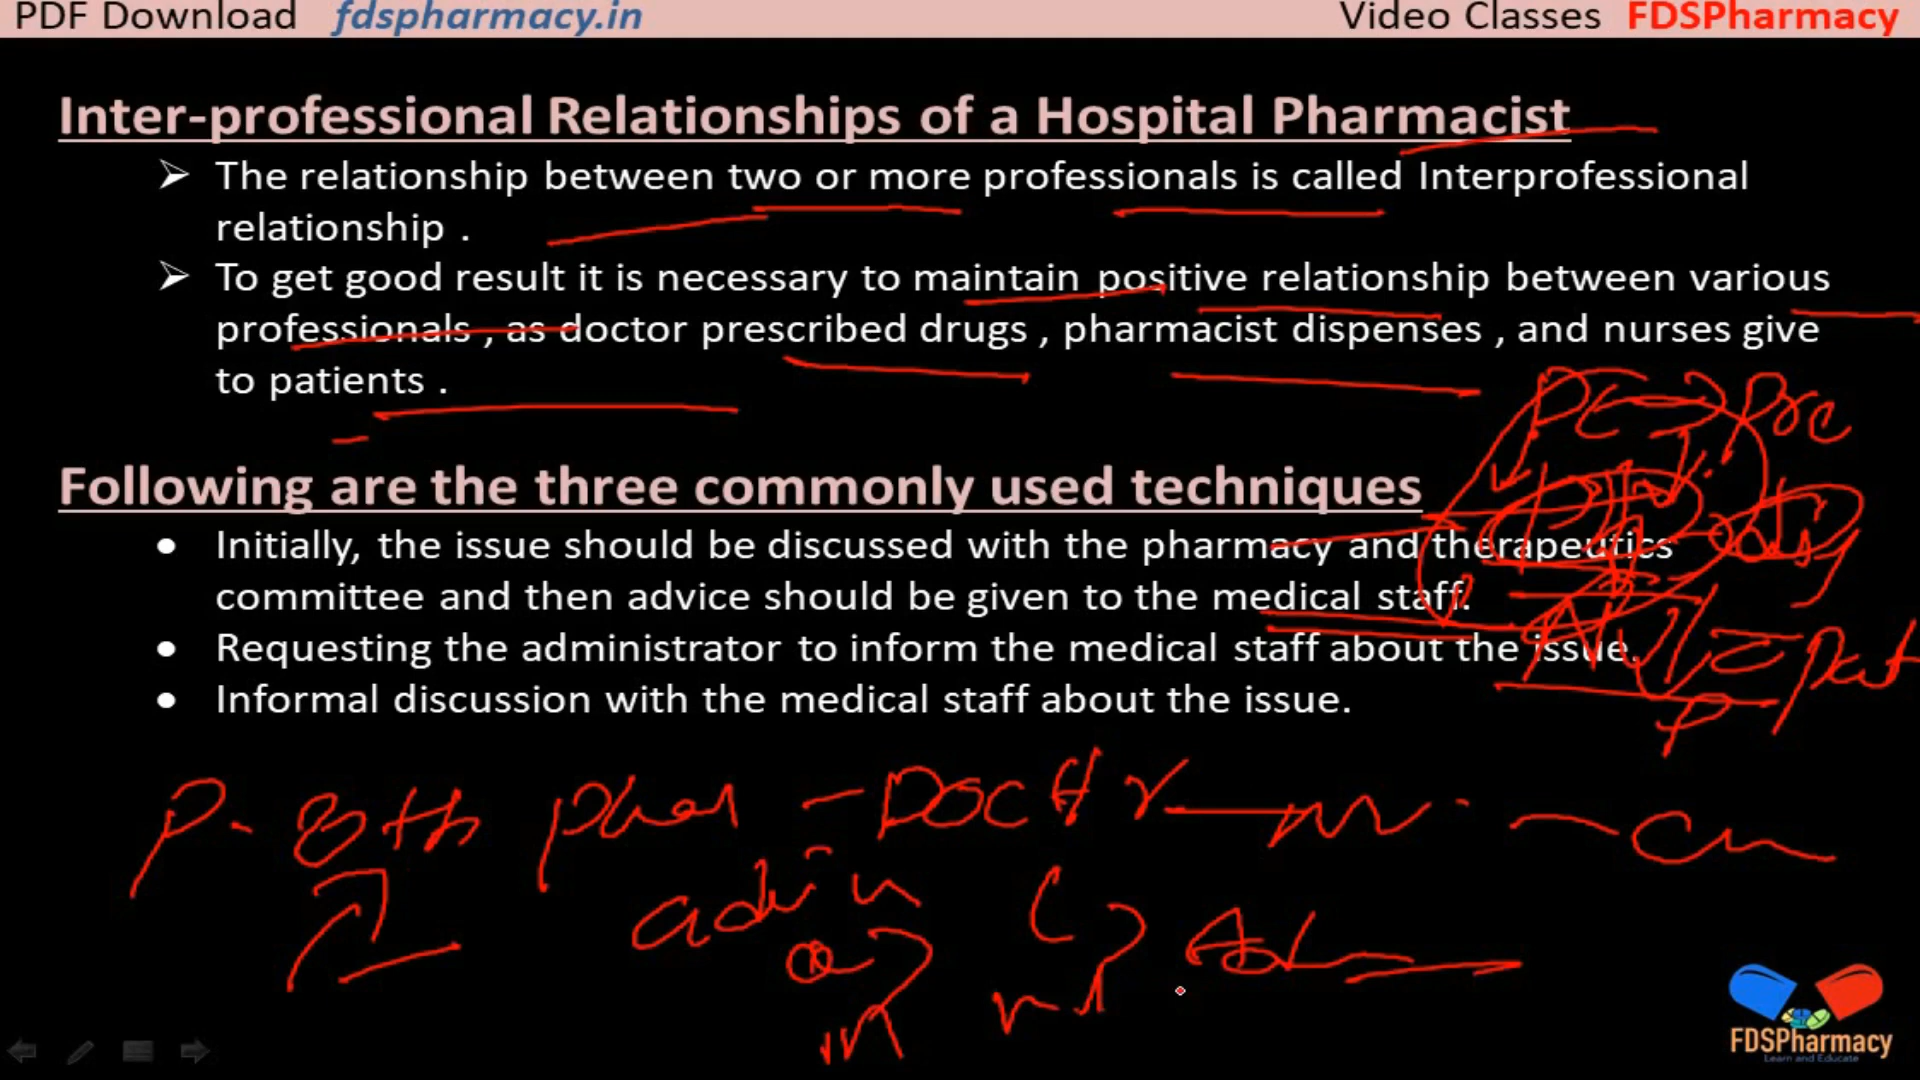 PDF Download fdspharmacy.in Video Classes FDSPharmacy
Inter-professional Relationships of a Hospital Pharmacist
➢ The relationship between two or more professionals is called Interprofessional
relationship .
➢ To get good result it is necessary to maintain positive relationship between various
professionals , as doctor prescribed drugs , pharmacist dispenses , and nurses give
to patients .
Following are the three commonly used techniques
• Initially, the issue should be discussed with the pharmacy and therapeutics
committee and then advice should be given to the medical staff.
• Requesting the administrator to inform the medical staff about the issue.
• Informal discussion with the medical staff about the issue.
FDSPharmacy
Learn and Educate